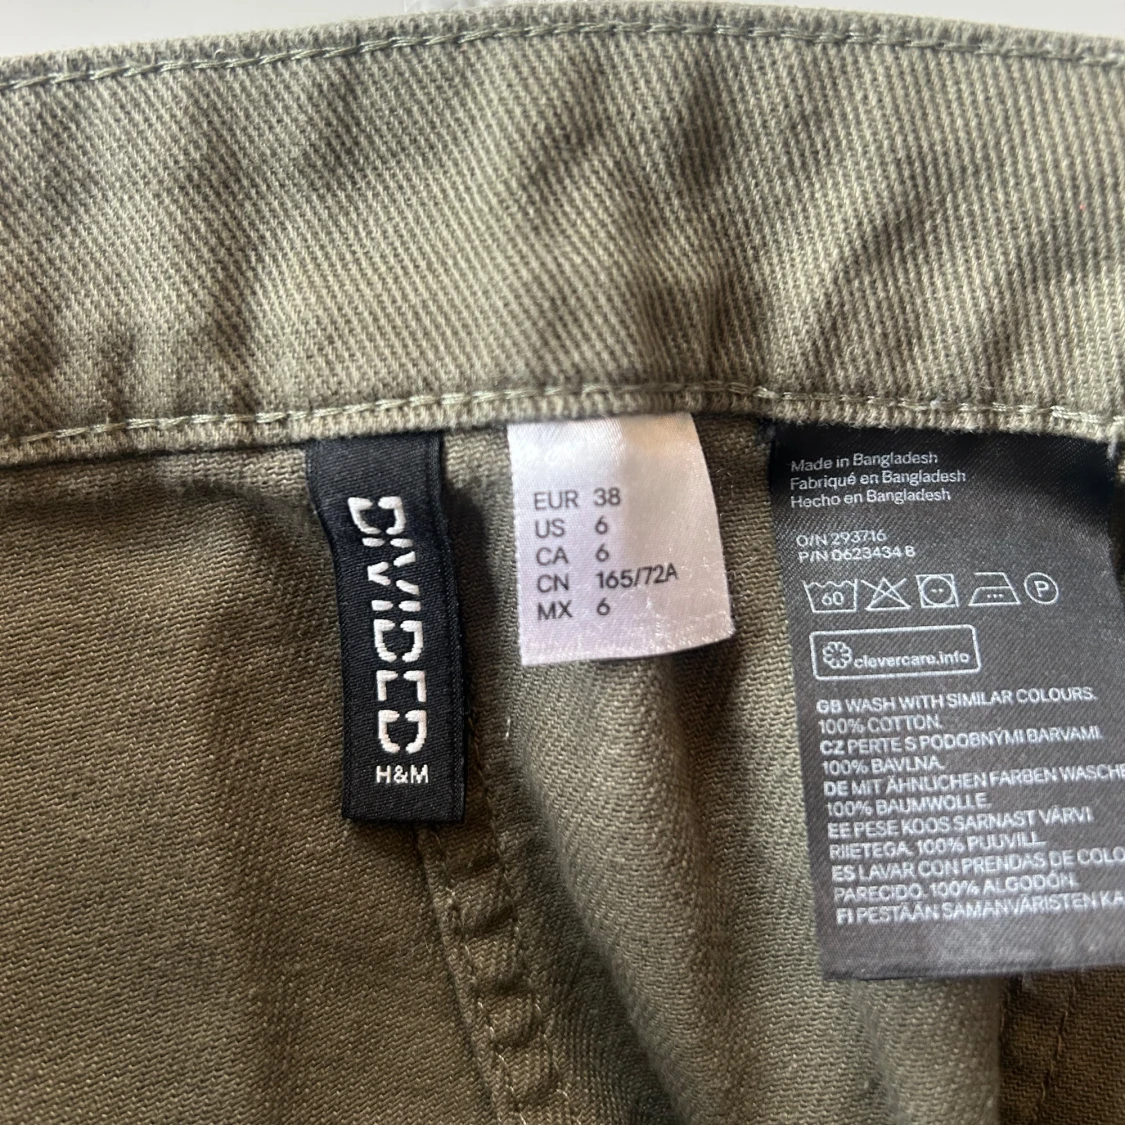 DIVIDED
H&M
EUR 38
US 6
CA 6
CN 165/72A
MX 6
Made in Bangladesh
Fabriqué en Bangladesh
Hecho en Bangladesh
O/N 293716
P/N 0623434 8
60
P
clevercare.info
GB WASH WITH SIMILAR COLOURS.
100% COTTON.
CZ PERTE S PODOBNÝMI BARVAMI.
100% BAVLNA.
DE MIT ÄHNLICHEN FARBEN WASCHE
100% BAUMWOLLE.
EE PESE KOOS SARNAST VÄRVI
RIIETEGA. 100% PUUVILL.
ES LAVAR CON PRENDAS DE COLO
PARECIDO. 100% ALGODÓN.
FI PESTÄÄN SAMANVÄRISTEN KA